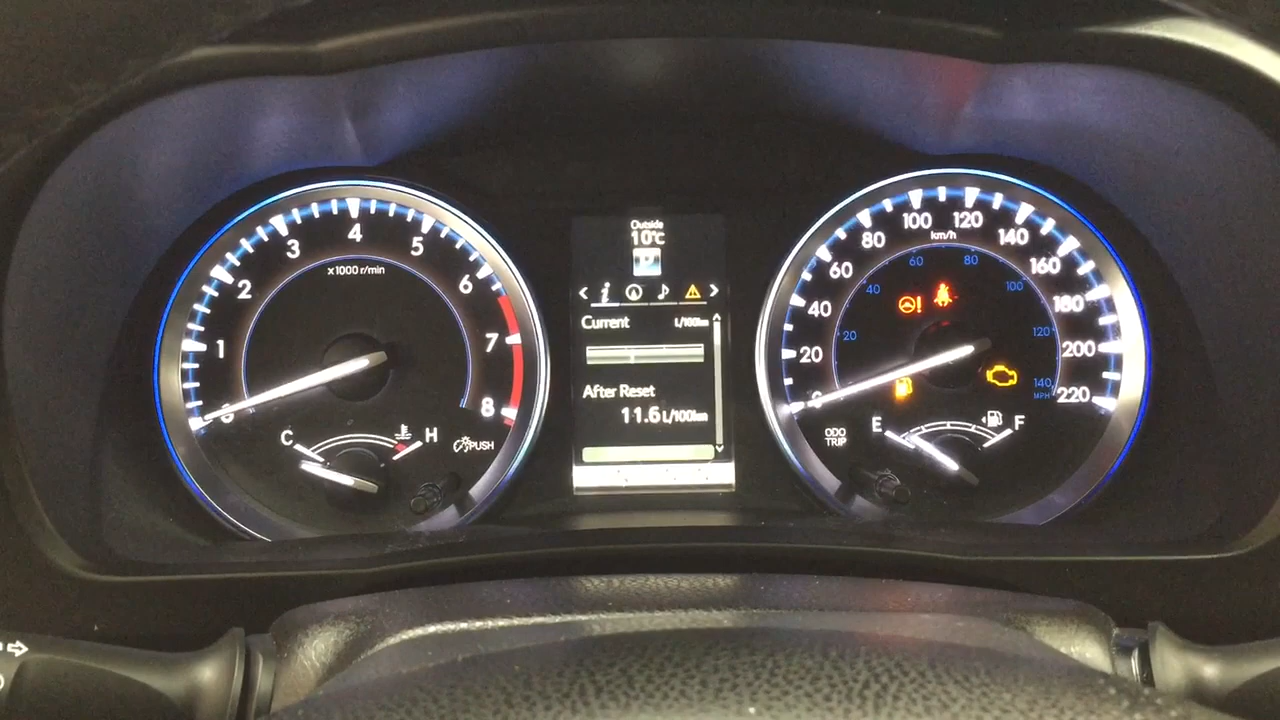 1
2
3
4
5
6
7
8
x1000 r/min
C
H
PUSH
Outside
10°C
P
Current
L/100km
After Reset
11.6 L/100km
0
20
40
60
80
100
120
140
160
180
200
220
km/h
20
40
60
80
100
120
140
MPH
ODO
TRIP
E
F